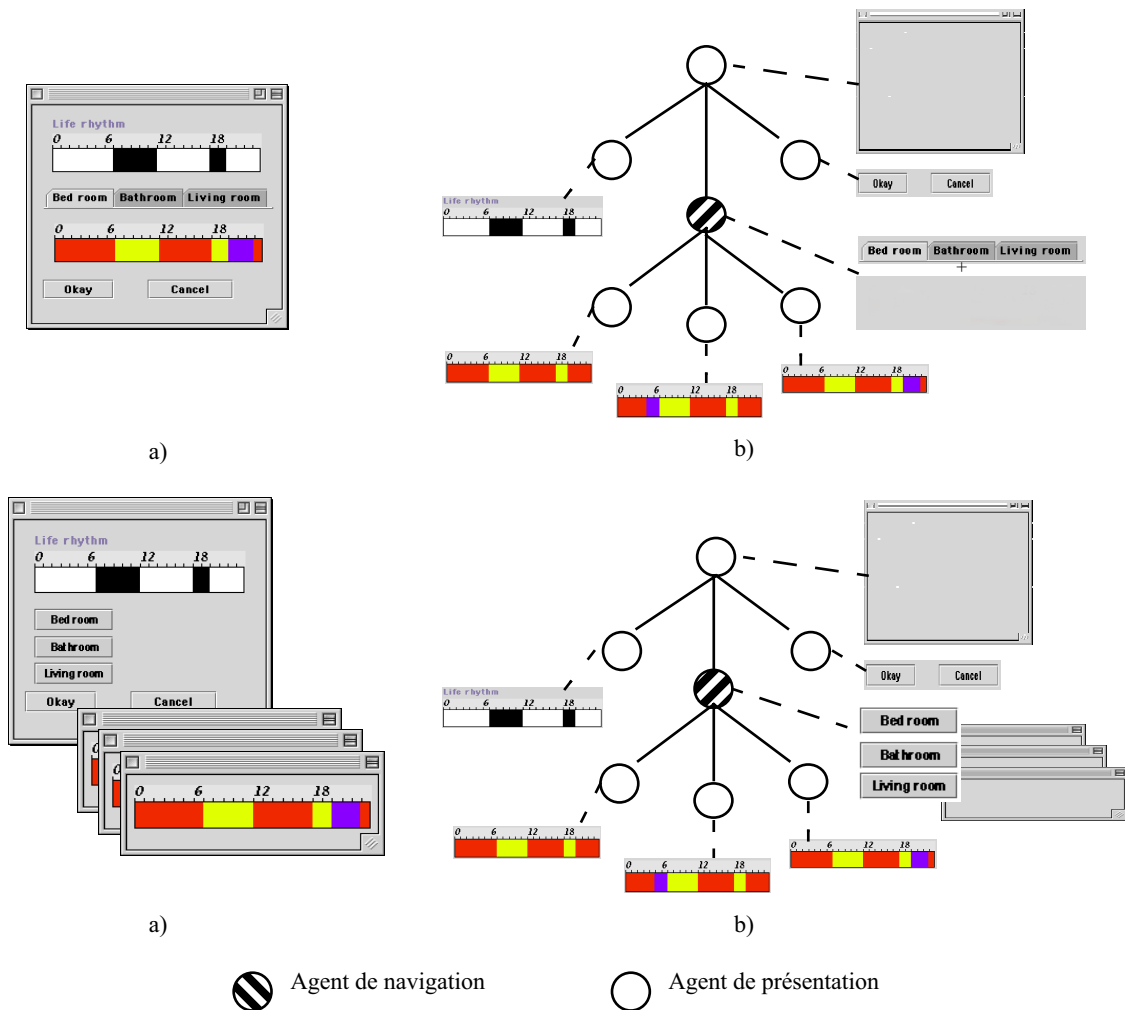 Life rhythm
0 6 12 18
Bed room Bathroom Living room
0 6 12 18
Okay Cancel
a)
Okay Cancel
Life rhythm
0 6 12 18
Bed room Bathroom Living room
+
0 6 12 18
0 6 12 18
0 6 12 18
b)
Life rhythm
0 6 12 18
Bed room
Bathroom
Living room
Okay Cancel
0
0
0 6 12 18
a)
Okay Cancel
Life rhythm
0 6 12 18
Bed room
Bathroom
Living room
0 6 12 18
0 6 12 18
0 6 12 18
b)
Agent de navigation
Agent de présentation